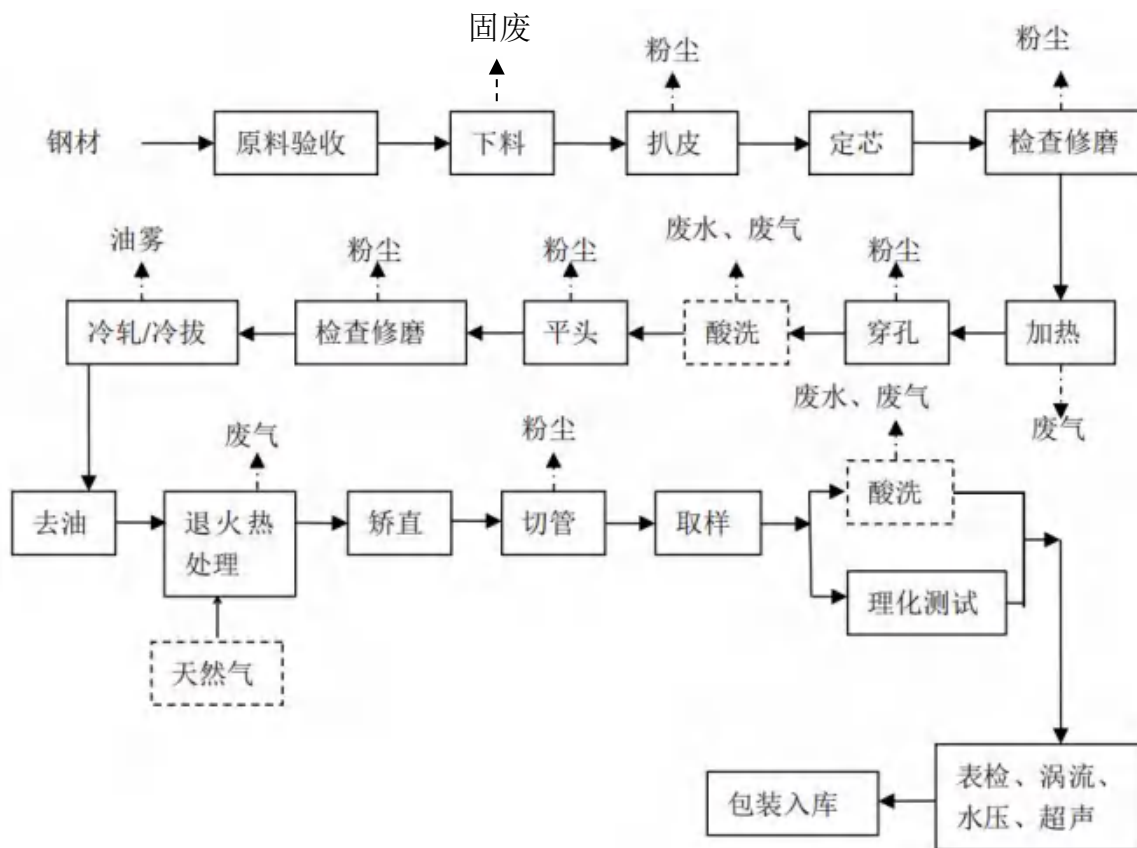 固废
粉尘
粉尘
钢材
原料验收
下料
扒皮
定芯
检查修磨
油雾
粉尘
粉尘
废水、废气
粉尘
冷轧/冷拔
检查修磨
平头
酸洗
穿孔
加热
废气
粉尘
废水、废气
废气
去油
退火热
处理
矫直
切管
取样
酸洗
理化测试
天然气
表检、涡流、
水压、超声
包装入库